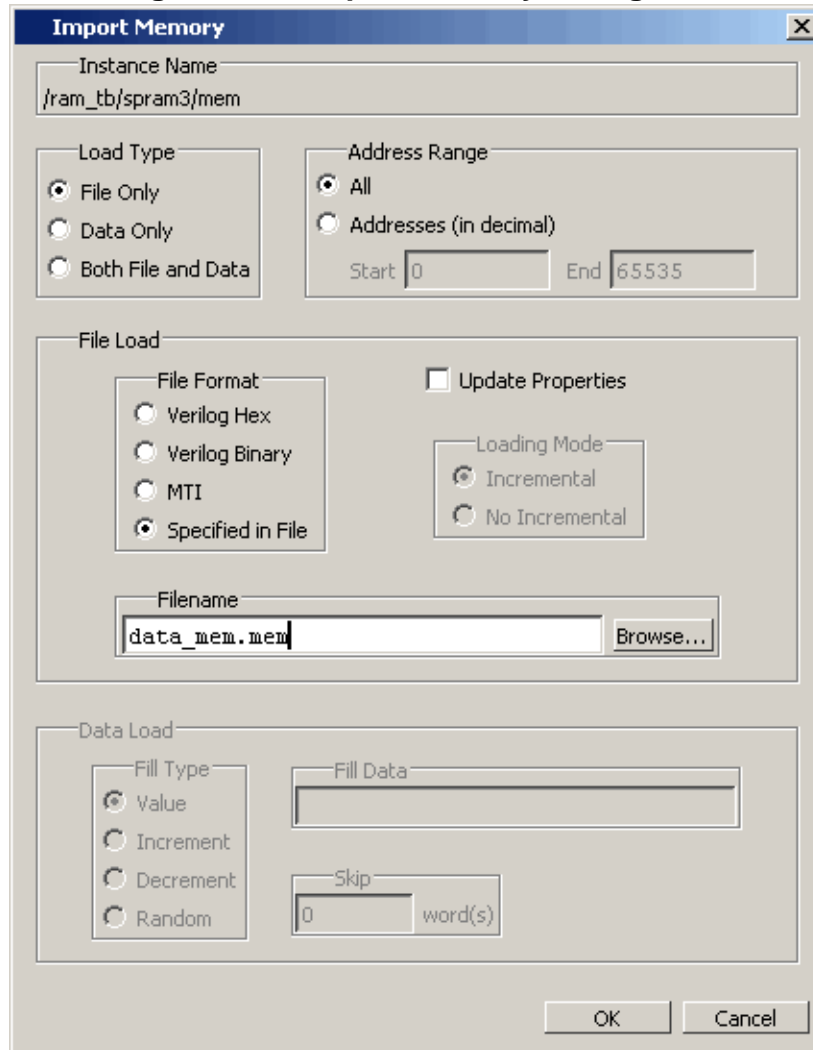 Import Memory
Instance Name
/ram_tb/spram3/mem
Load Type
File Only
Data Only
Both File and Data
Address Range
All
Addresses (in decimal)
Start 0 End 65535
File Load
File Format
Verilog Hex
Verilog Binary
MTI
Specified in File
Update Properties
Loading Mode
Incremental
No Incremental
Filename
data_mem.mem Browse...
Data Load
Fill Type
Value
Increment
Decrement
Random
Fill Data
Skip
0 word(s)
OK Cancel